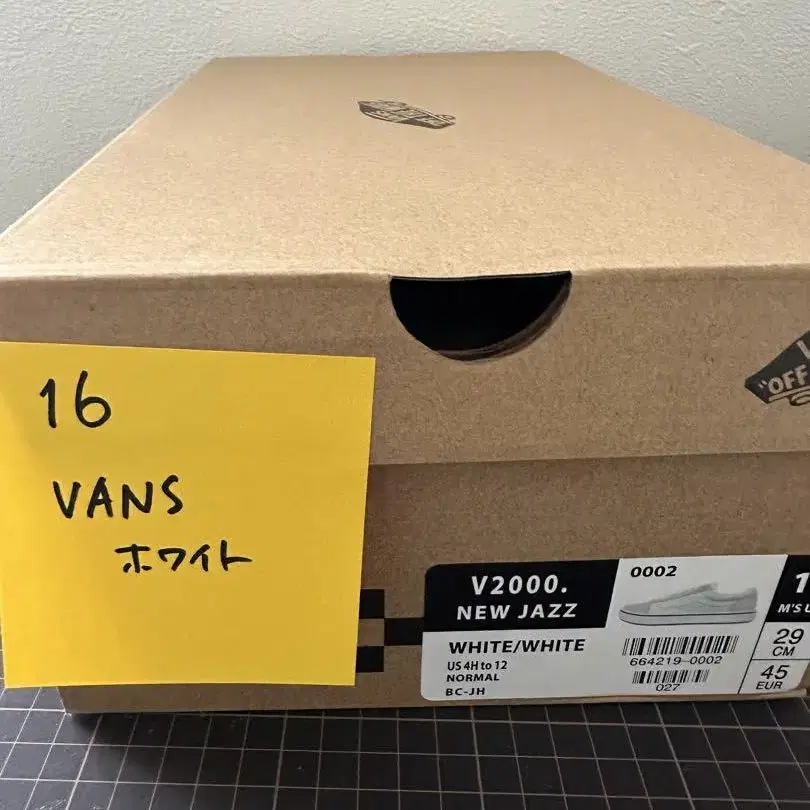 16
VANS
ホワイト
"OFF
V2000.
NEW JAZZ
0002
WHITE/WHITE
US 4H to 12
NORMAL
BC-JH
664219-0002
027
M'S U
29
CM
45
EUR